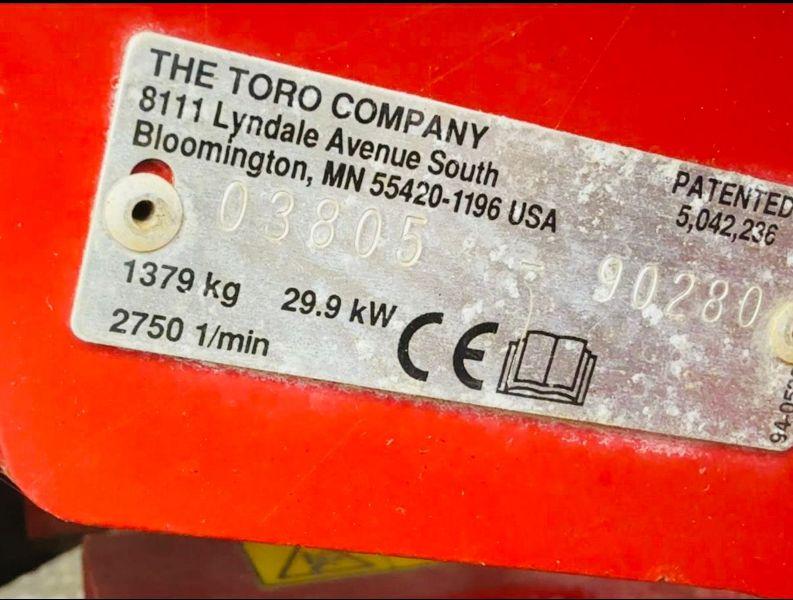 THE TORO COMPANY
8111 Lyndale Avenue South
Bloomington, MN 55420-1196 USA
PATENTED
5,042,236
03805 - 90280
1379 kg 29.9 kW
2750 1/min
CE